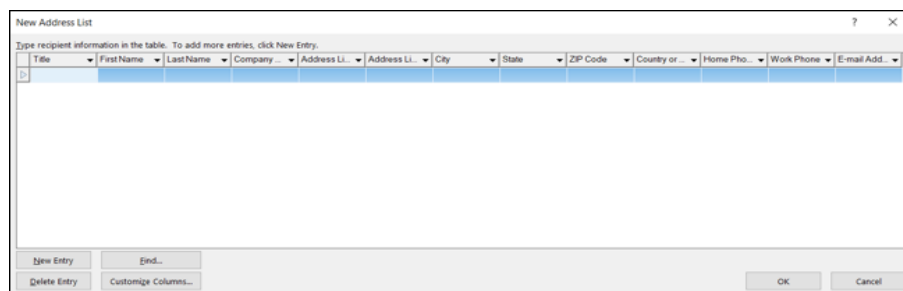 New Address List ? ×
Type recipient information in the table. To add more entries, click New Entry.
Title First Name Last Name Company ... Address Li... Address Li... City State ZIP Code Country or ... Home Pho... Work Phone E-mail Add...
New Entry Find...
Delete Entry Customize Columns... OK Cancel